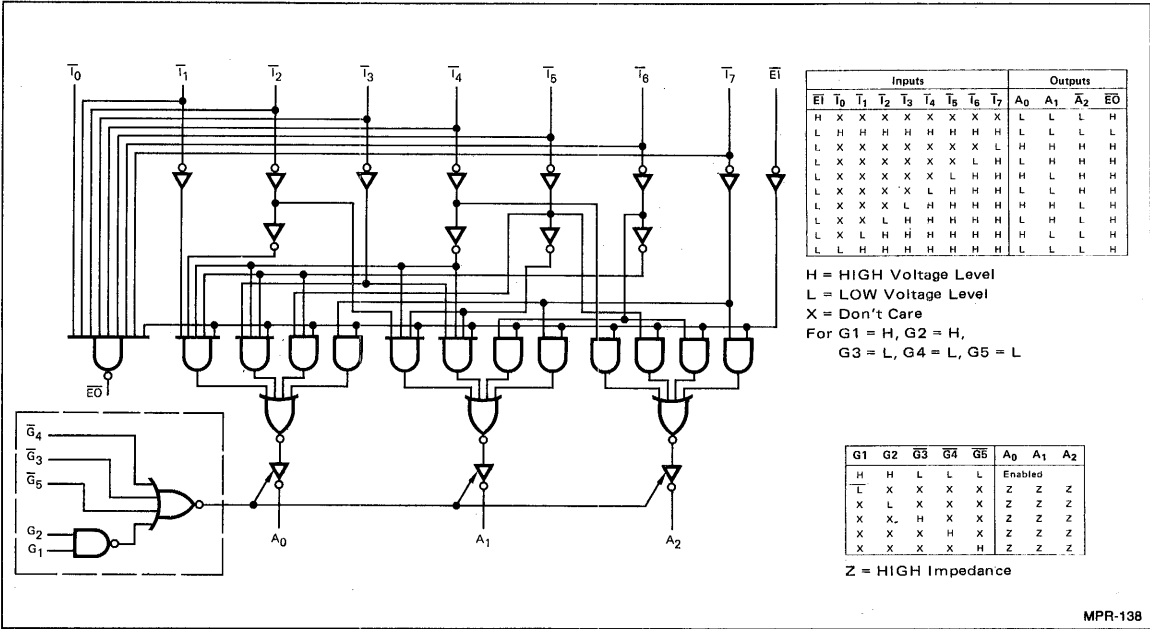 I̅0 I̅1 I̅2 I̅3 I̅4 I̅5 I̅6 I̅7 E̅I̅
Inputs Outputs
E̅I̅ I̅0 I̅1 I̅2 I̅3 I̅4 I̅5 I̅6 I̅7 A0 A1 A̅2 E̅O̅
H X X X X X X X X L L L H
L H H H H H H H H L L L L
L X X X X X X X L H H H H
L X X X X X X L H L H H H
L X X X X X L H H H L H H
L X X X X L H H H L L H H
L X X X L H H H H H H L H
L X X L H H H H H L H L H
L X L H H H H H H H L L H
L L H H H H H H H L L L H
H = HIGH Voltage Level
L = LOW Voltage Level
X = Don't Care
For G1 = H, G2 = H,
G3 = L, G4 = L, G5 = L
E̅O̅
G̅4
G̅3
G̅5
G2
G1
A0 A1 A2
G1 G2 G̅3̅ G̅4̅ G̅5̅ A0 A1 A2
H H L L L Enabled
L X X X X Z Z Z
X L X X X Z Z Z
X X H X X Z Z Z
X X X H X Z Z Z
X X X X H Z Z Z
Z = HIGH Impedance
MPR-138